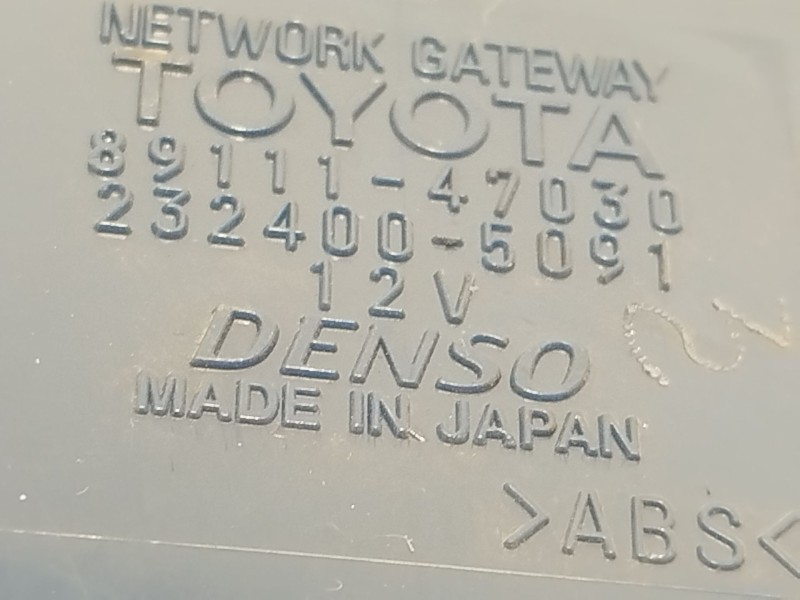 NETWORK GATEWAY
TOYOTA
89111-47030
232400-5091
12V
DENSO
MADE IN JAPAN
>ABS<